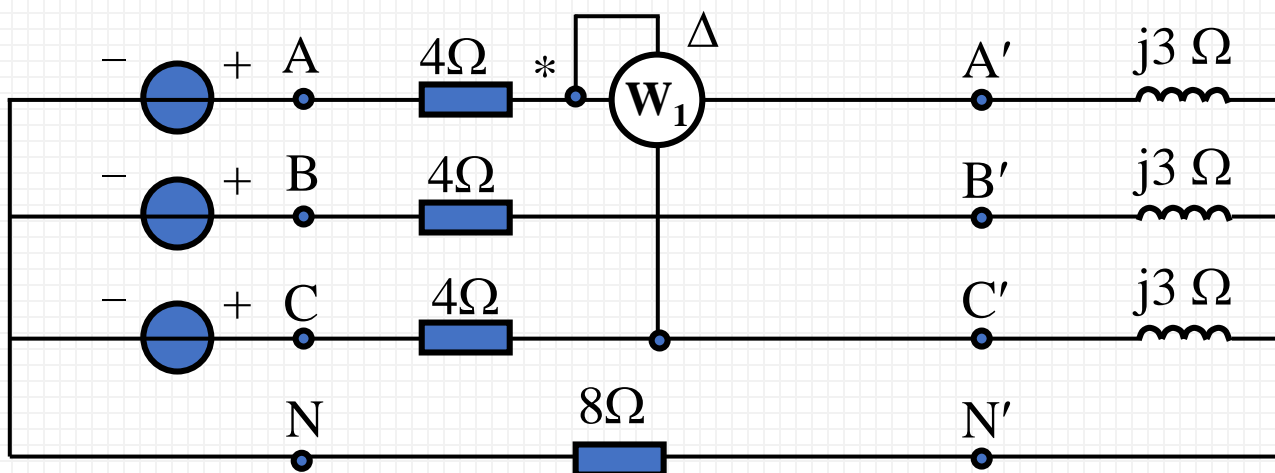 Δ
− + A 4Ω * W₁ A′ j3 Ω
− + B 4Ω B′ j3 Ω
− + C 4Ω C′ j3 Ω
N 8Ω N′